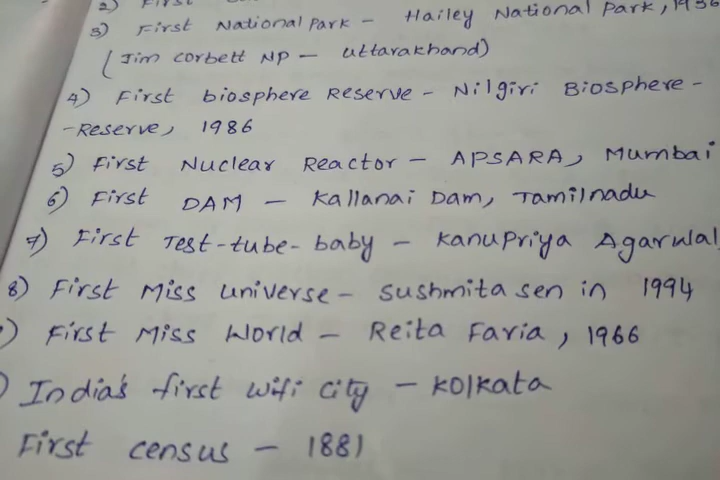 2) First
3) First National Park - Hailey National Park, 1936
(Jim Corbett NP - Uttarakhand)
4) First biosphere Reserve - Nilgiri Biosphere -
- Reserve, 1986
5) First Nuclear Reactor - APSARA, Mumbai
6) First DAM - Kallanai Dam, Tamilnadu
7) First Test-tube-baby - Kanupriya Agarwal
8) First Miss Universe - Sushmita sen in 1994
) First Miss World - Reita Faria, 1966
) India's first wifi city - Kolkata
First census - 1881